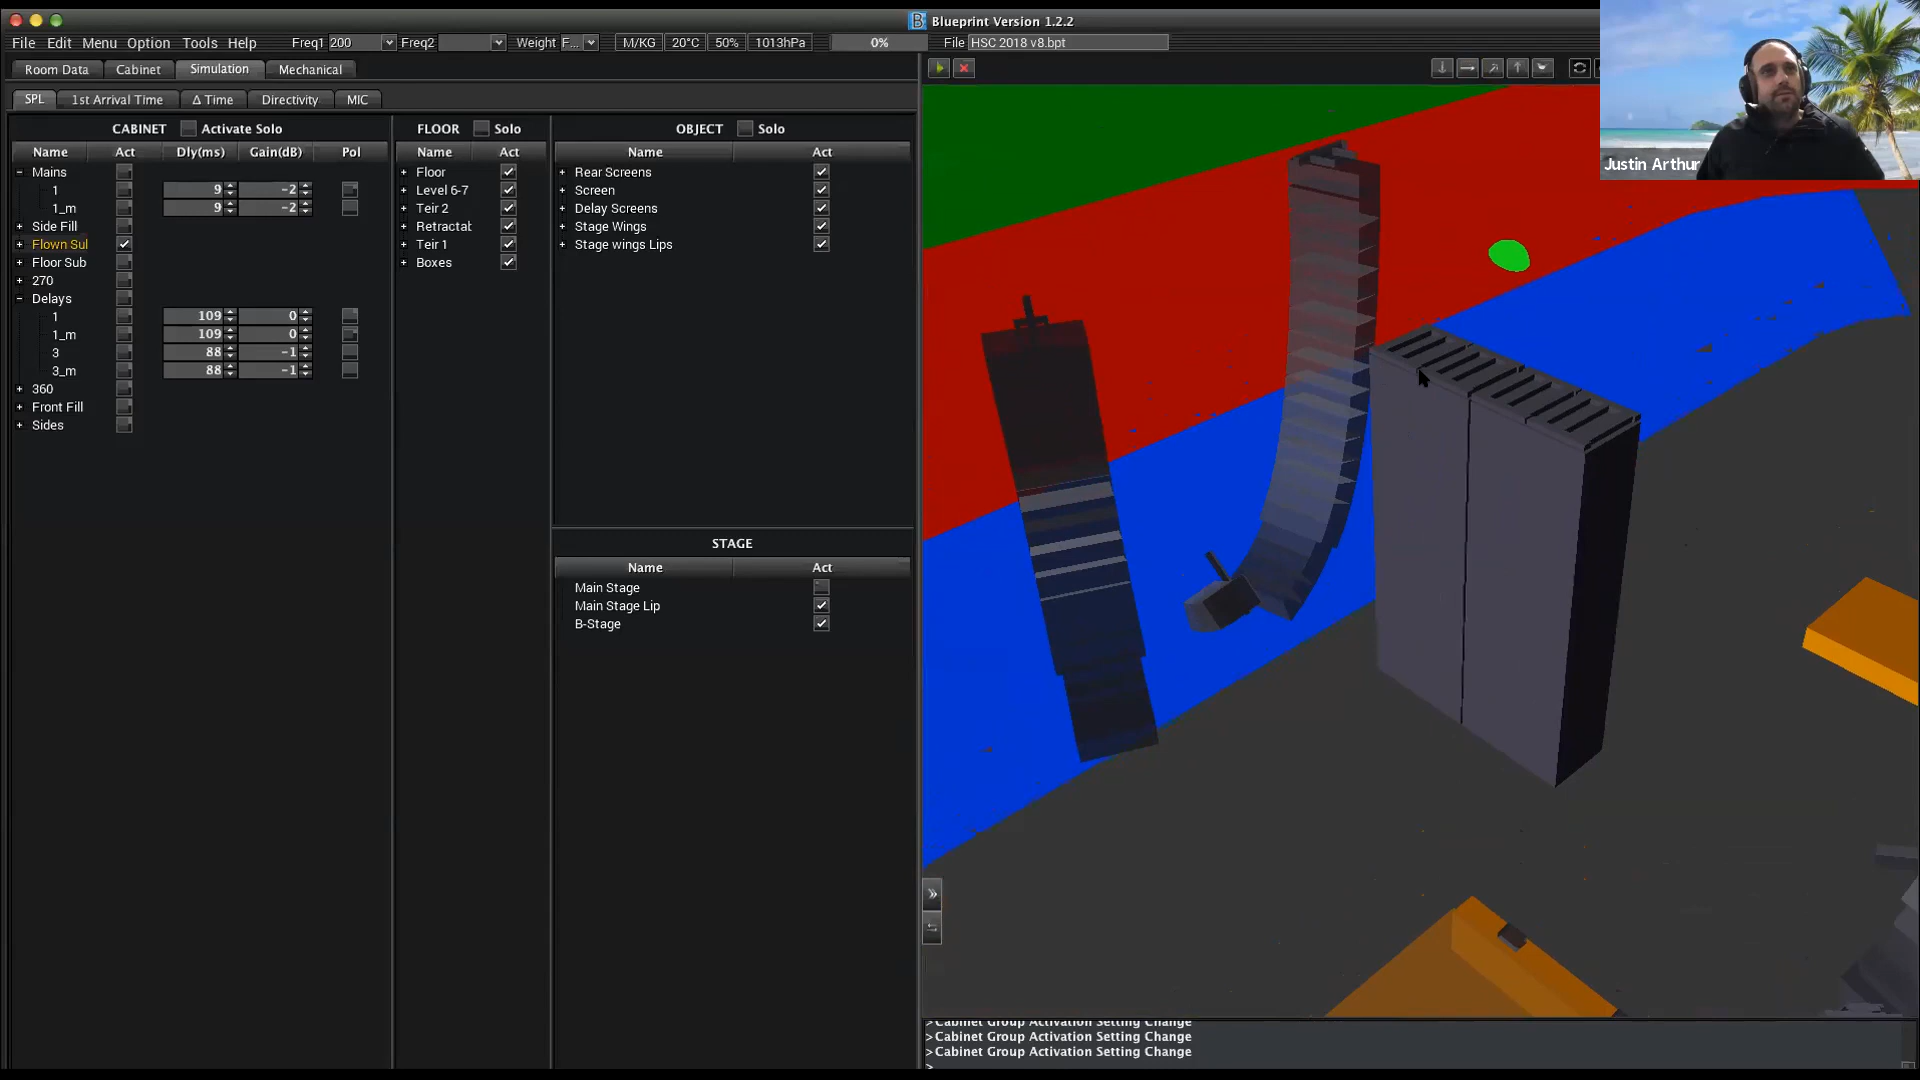 Blueprint Version 1.2.2
File Edit Menu Option Tools Help Freq1 200 Freq2 Weight F... M/KG 20°C 50% 1013hPa 0% File HSC 2018 v8.bpt
Room Data Cabinet Simulation Mechanical
SPL 1st Arrival Time Δ Time Directivity MIC
CABINET Activate Solo
Name Act Dly(ms) Gain(dB) Pol
Mains
1 9 -2
1_m 9 -2
Side Fill
Flown Sul
Floor Sub
270
Delays
1 109 0
1_m 109 0
3 88 -1
3_m 88 -1
360
Front Fill
Sides
FLOOR Solo
Name Act
Floor
Level 6-7
Teir 2
Retractat
Teir 1
Boxes
OBJECT Solo
Name Act
Rear Screens
Screen
Delay Screens
Stage Wings
Stage wings Lips
STAGE
Name Act
Main Stage
Main Stage Lip
B-Stage
Justin Arthur
>Cabinet Group Activation Setting Change
>Cabinet Group Activation Setting Change
>Cabinet Group Activation Setting Change
>